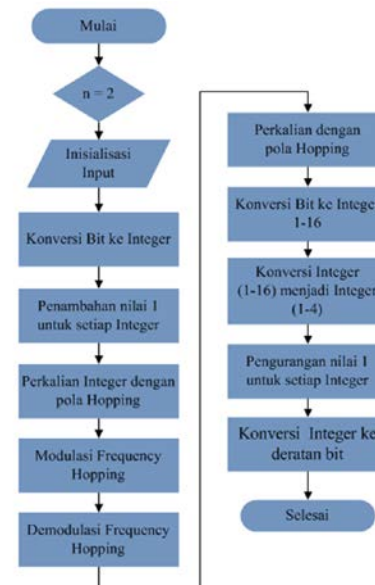 Mulai
n = 2
Inisialisasi
Input
Konversi Bit ke Integer
Penambahan nilai 1
untuk setiap Integer
Perkalian Integer dengan
pola Hopping
Modulasi Frequency
Hopping
Demodulasi Frequency
Hopping
Perkalian dengan
pola Hopping
Konversi Bit ke Integer
1-16
Konversi Integer
(1-16) menjadi Integer
(1-4)
Pengurangan nilai 1
untuk setiap Integer
Konversi Integer ke
deratan bit
Selesai